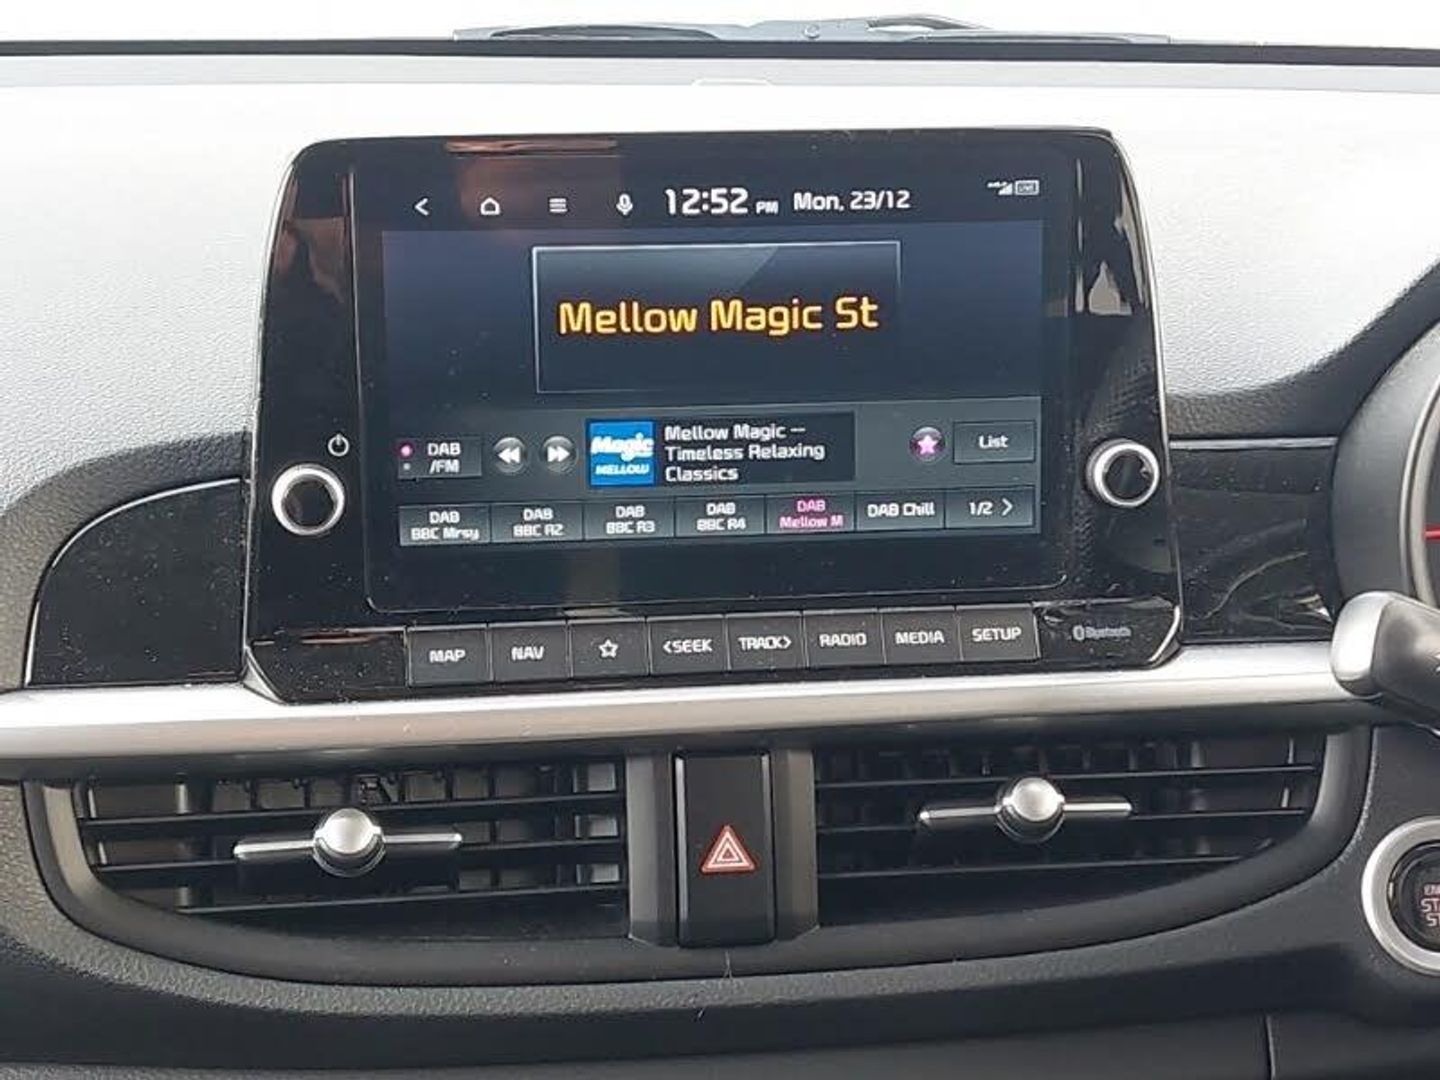 12:52 PM Mon, 23/12
LIVE
Mellow Magic St
DAB
/FM
Magic
MELLOW
Mellow Magic --
Timeless Relaxing
Classics
List
DAB
BBC Mrsy
DAB
BBC R2
DAB
BBC R3
DAB
BBC R4
DAB
Mellow M
DAB Chill
1/2 >
MAP
NAV
<SEEK
TRACK>
RADIO
MEDIA
SETUP
Bluetooth